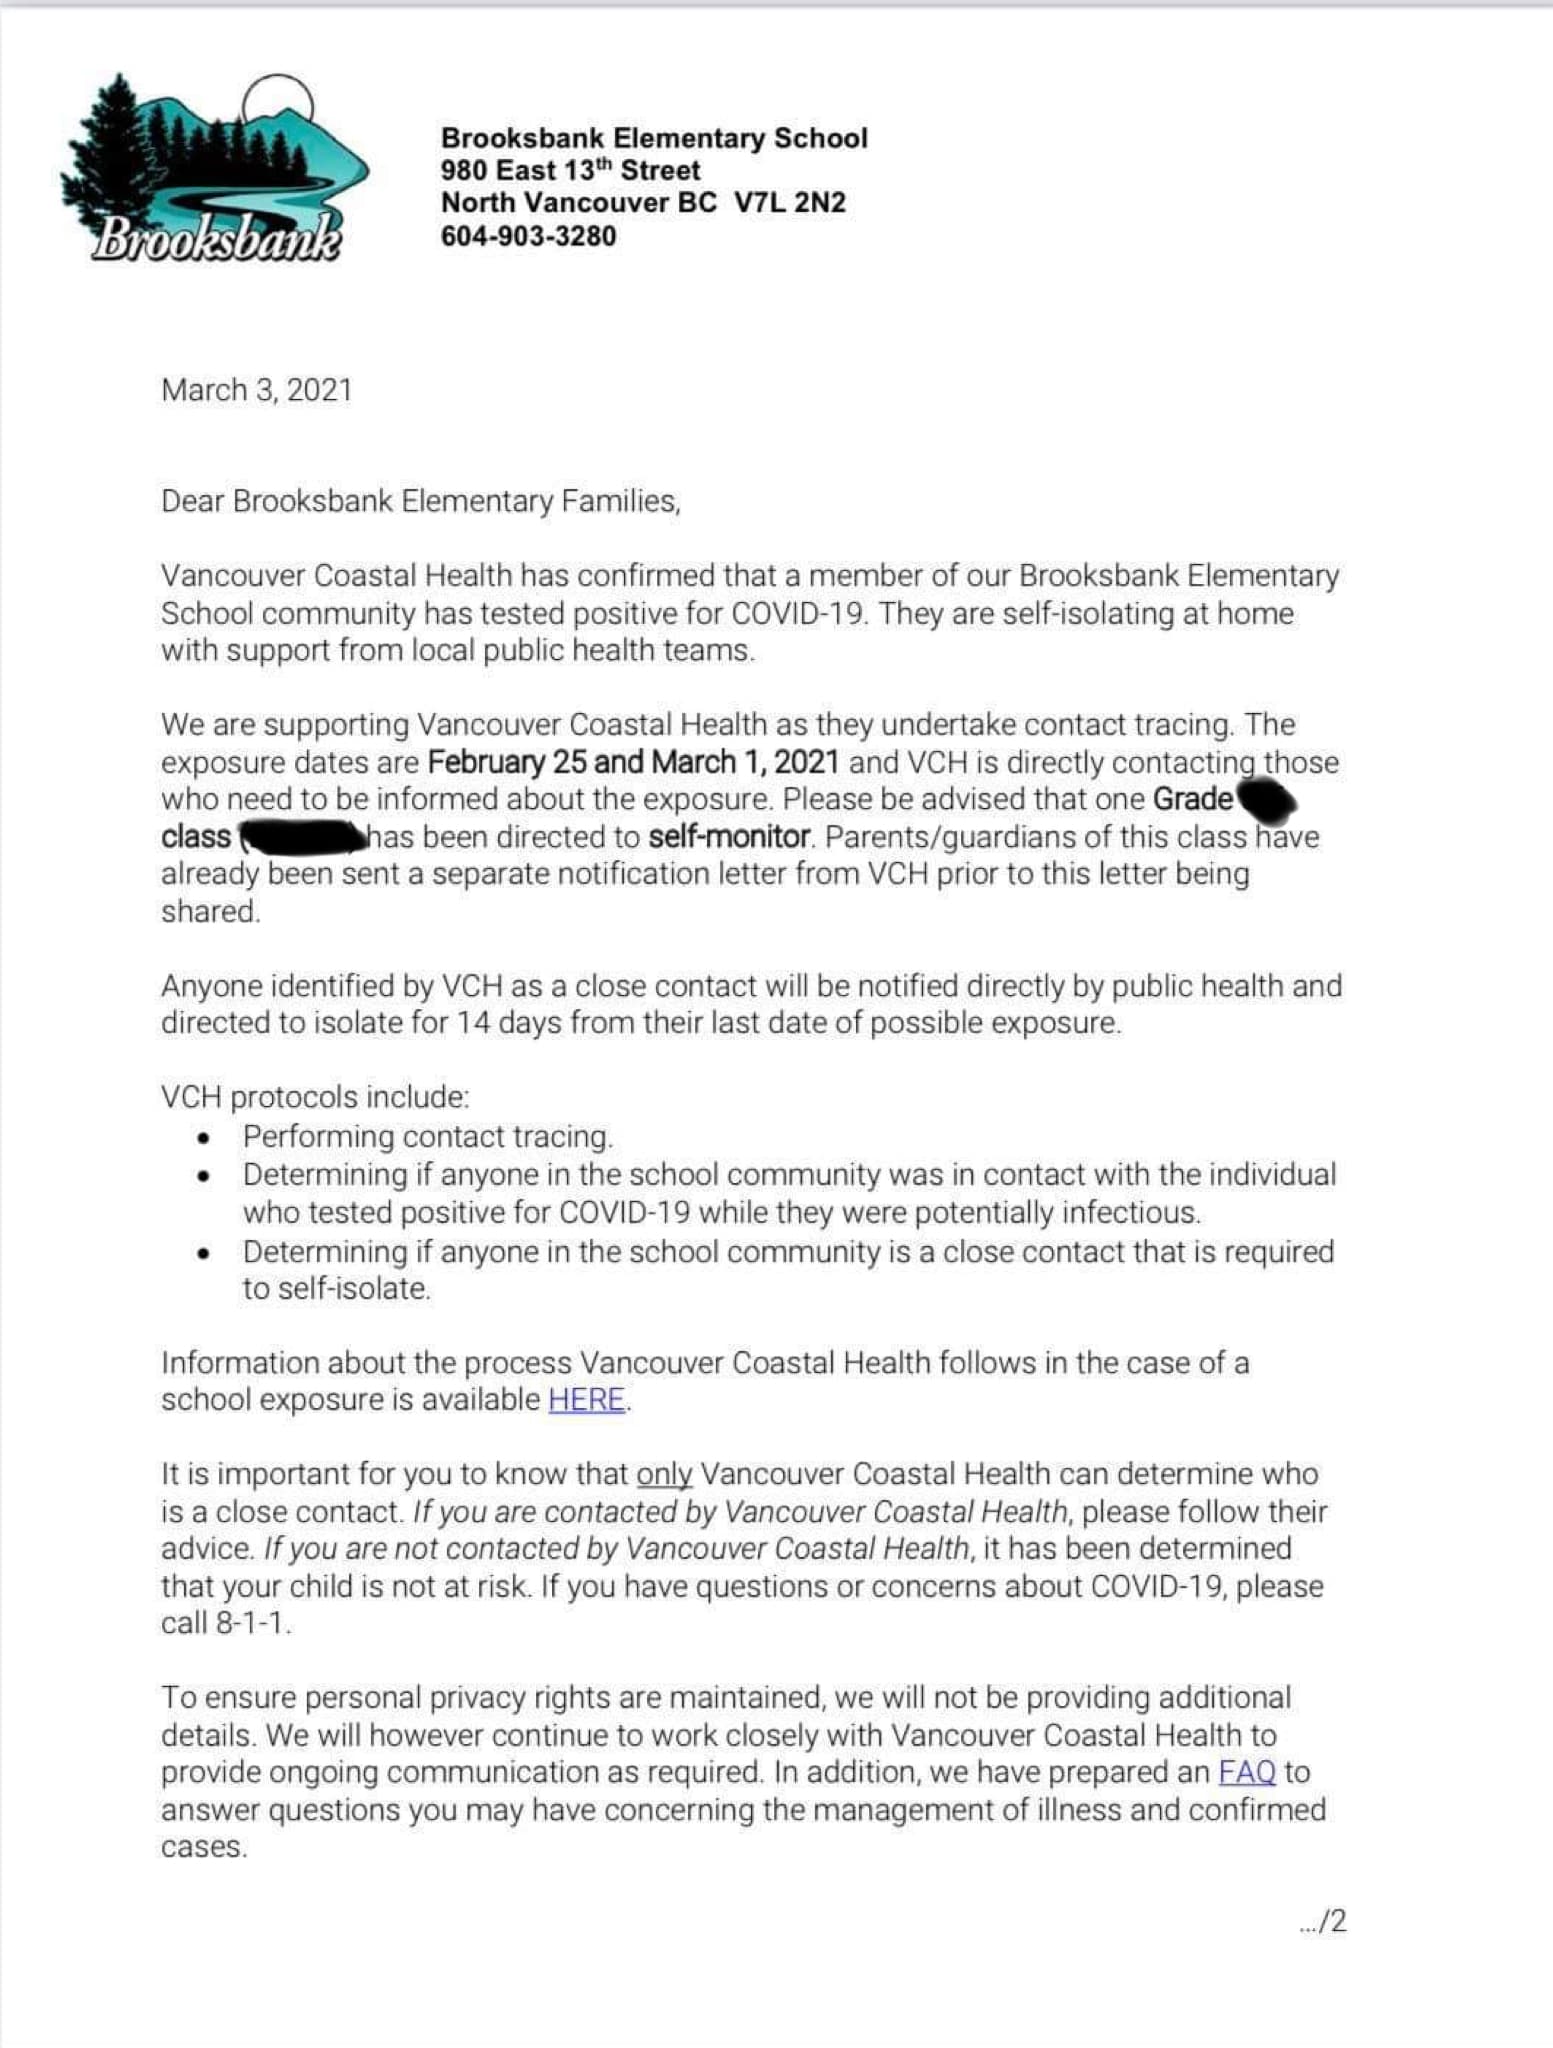 Brooksbank
Brooksbank Elementary School
980 East 13th Street
North Vancouver BC V7L 2N2
604-903-3280
March 3, 2021
Dear Brooksbank Elementary Families,
Vancouver Coastal Health has confirmed that a member of our Brooksbank Elementary
School community has tested positive for COVID-19. They are self-isolating at home
with support from local public health teams.
We are supporting Vancouver Coastal Health as they undertake contact tracing. The
exposure dates are February 25 and March 1, 2021 and VCH is directly contacting those
who need to be informed about the exposure. Please be advised that one Grade
class ( has been directed to self-monitor. Parents/guardians of this class have
already been sent a separate notification letter from VCH prior to this letter being
shared.
Anyone identified by VCH as a close contact will be notified directly by public health and
directed to isolate for 14 days from their last date of possible exposure.
VCH protocols include:
• Performing contact tracing.
• Determining if anyone in the school community was in contact with the individual
who tested positive for COVID-19 while they were potentially infectious.
• Determining if anyone in the school community is a close contact that is required
to self-isolate.
Information about the process Vancouver Coastal Health follows in the case of a
school exposure is available HERE.
It is important for you to know that only Vancouver Coastal Health can determine who
is a close contact. If you are contacted by Vancouver Coastal Health, please follow their
advice. If you are not contacted by Vancouver Coastal Health, it has been determined
that your child is not at risk. If you have questions or concerns about COVID-19, please
call 8-1-1.
To ensure personal privacy rights are maintained, we will not be providing additional
details. We will however continue to work closely with Vancouver Coastal Health to
provide ongoing communication as required. In addition, we have prepared an FAQ to
answer questions you may have concerning the management of illness and confirmed
cases.
.../2